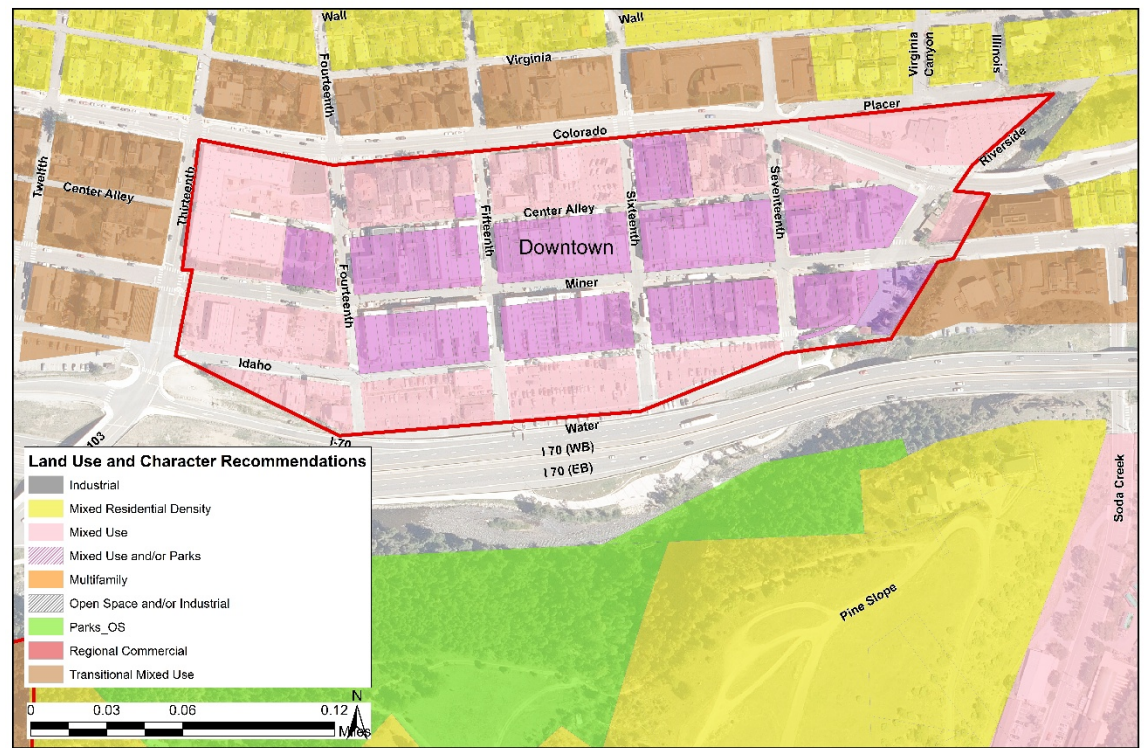 Wall
Wall
Virginia
Virginia
Canyon
Illinois
Fourteenth
Placer
Colorado
Riverside
Twelfth
Center Alley
Thirteenth
Center Alley
Fifteenth
Sixteenth
Seventeenth
Downtown
Miner
Fourteenth
Idaho
Water
I-70
I 70 (WB)
I 70 (EB)
103
Soda Creek
Pine Slope
Land Use and Character Recommendations
Industrial
Mixed Residential Density
Mixed Use
Mixed Use and/or Parks
Multifamily
Open Space and/or Industrial
Parks_OS
Regional Commercial
Transitional Mixed Use
N
0 0.03 0.06 0.12
Miles